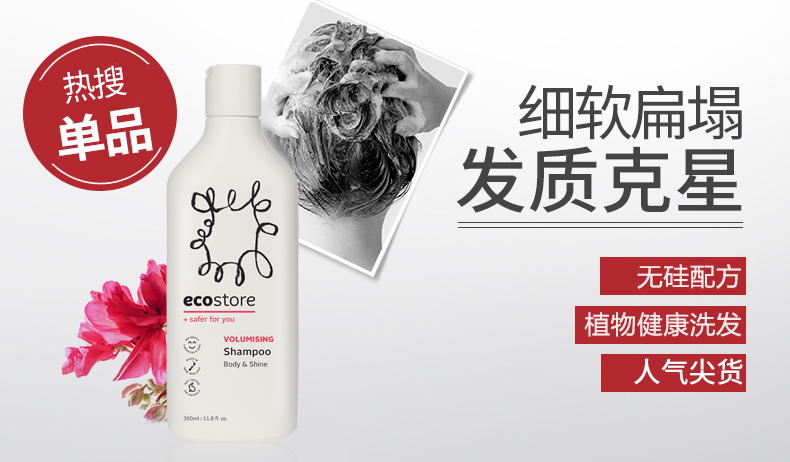 热搜
单品
细软扁塌
发质克星
无硅配方
植物健康洗发
人气尖货
ecostore
+ safer for you
VOLUMISING
Shampoo
Body & Shine
350ml / 11.8 fl. oz.